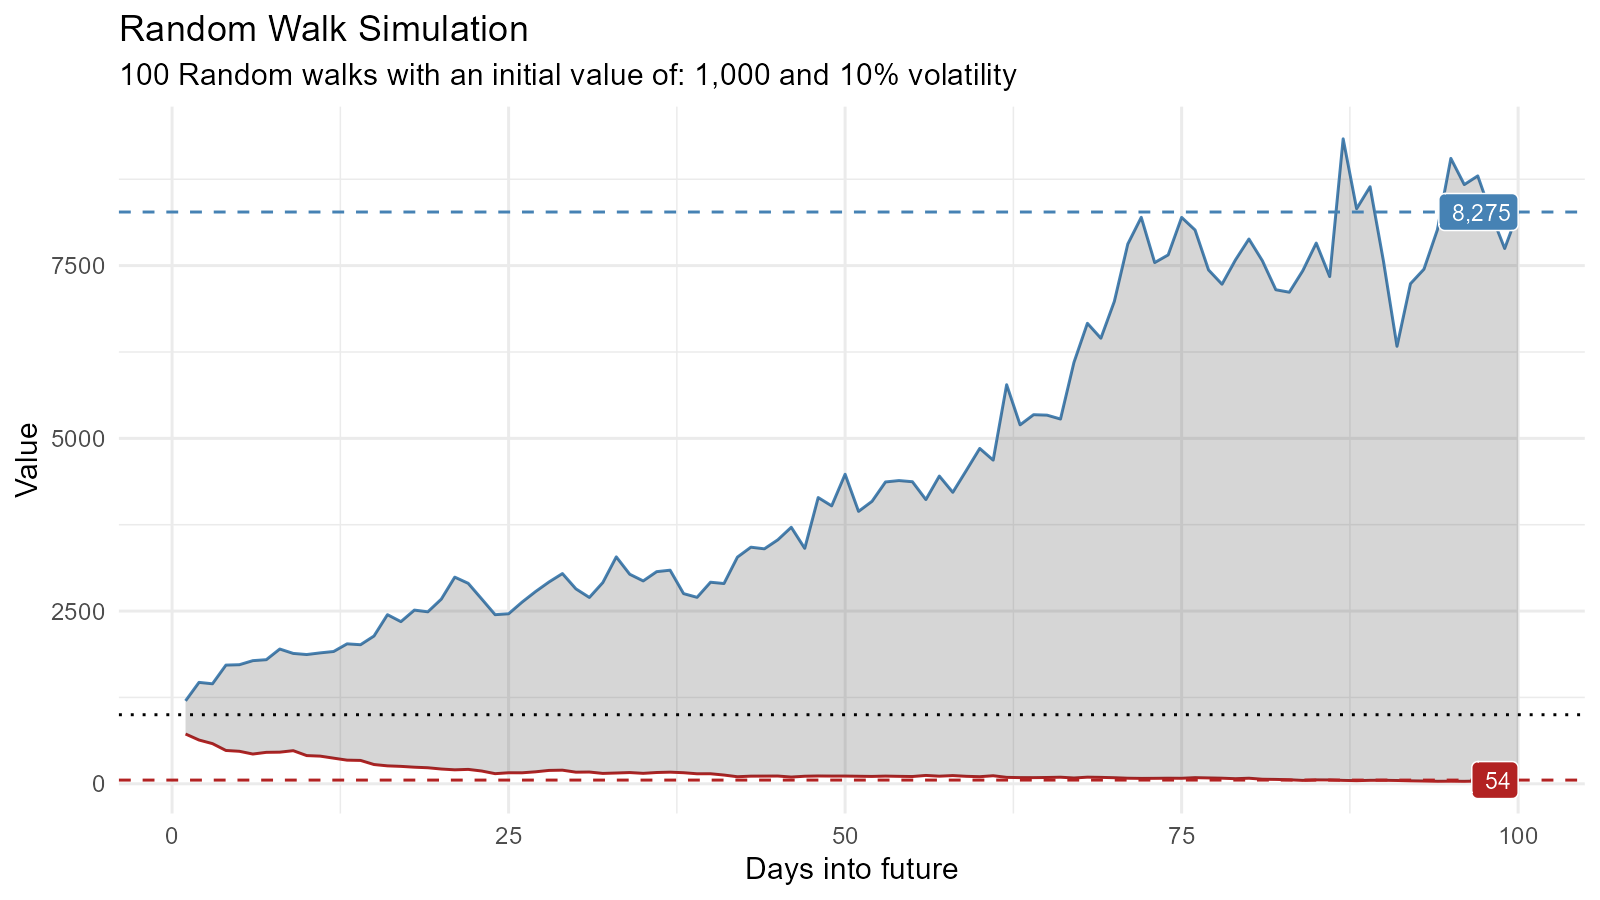 Random Walk Simulation
100 Random walks with an initial value of: 1,000 and 10% volatility
Value
7500
5000
2500
0
8,275
54
0
25
50
75
100
Days into future